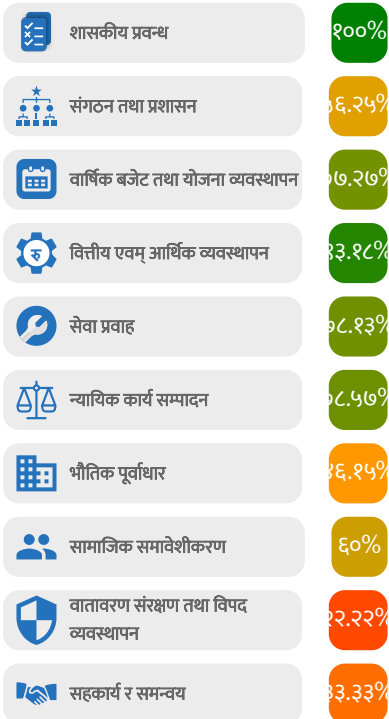 शासकीय प्रवन्ध
१००%
संगठन तथा प्रशासन
वार्षिक बजेट तथा योजना व्यवस्थापन
वित्तीय एवम् आर्थिक व्यवस्थापन
सेवा प्रवाह
न्यायिक कार्य सम्पादन
भौतिक पूर्वाधार
सामाजिक समावेशीकरण
६०%
वातावरण संरक्षण तथा विपद
व्यवस्थापन
सहकार्य र समन्वय